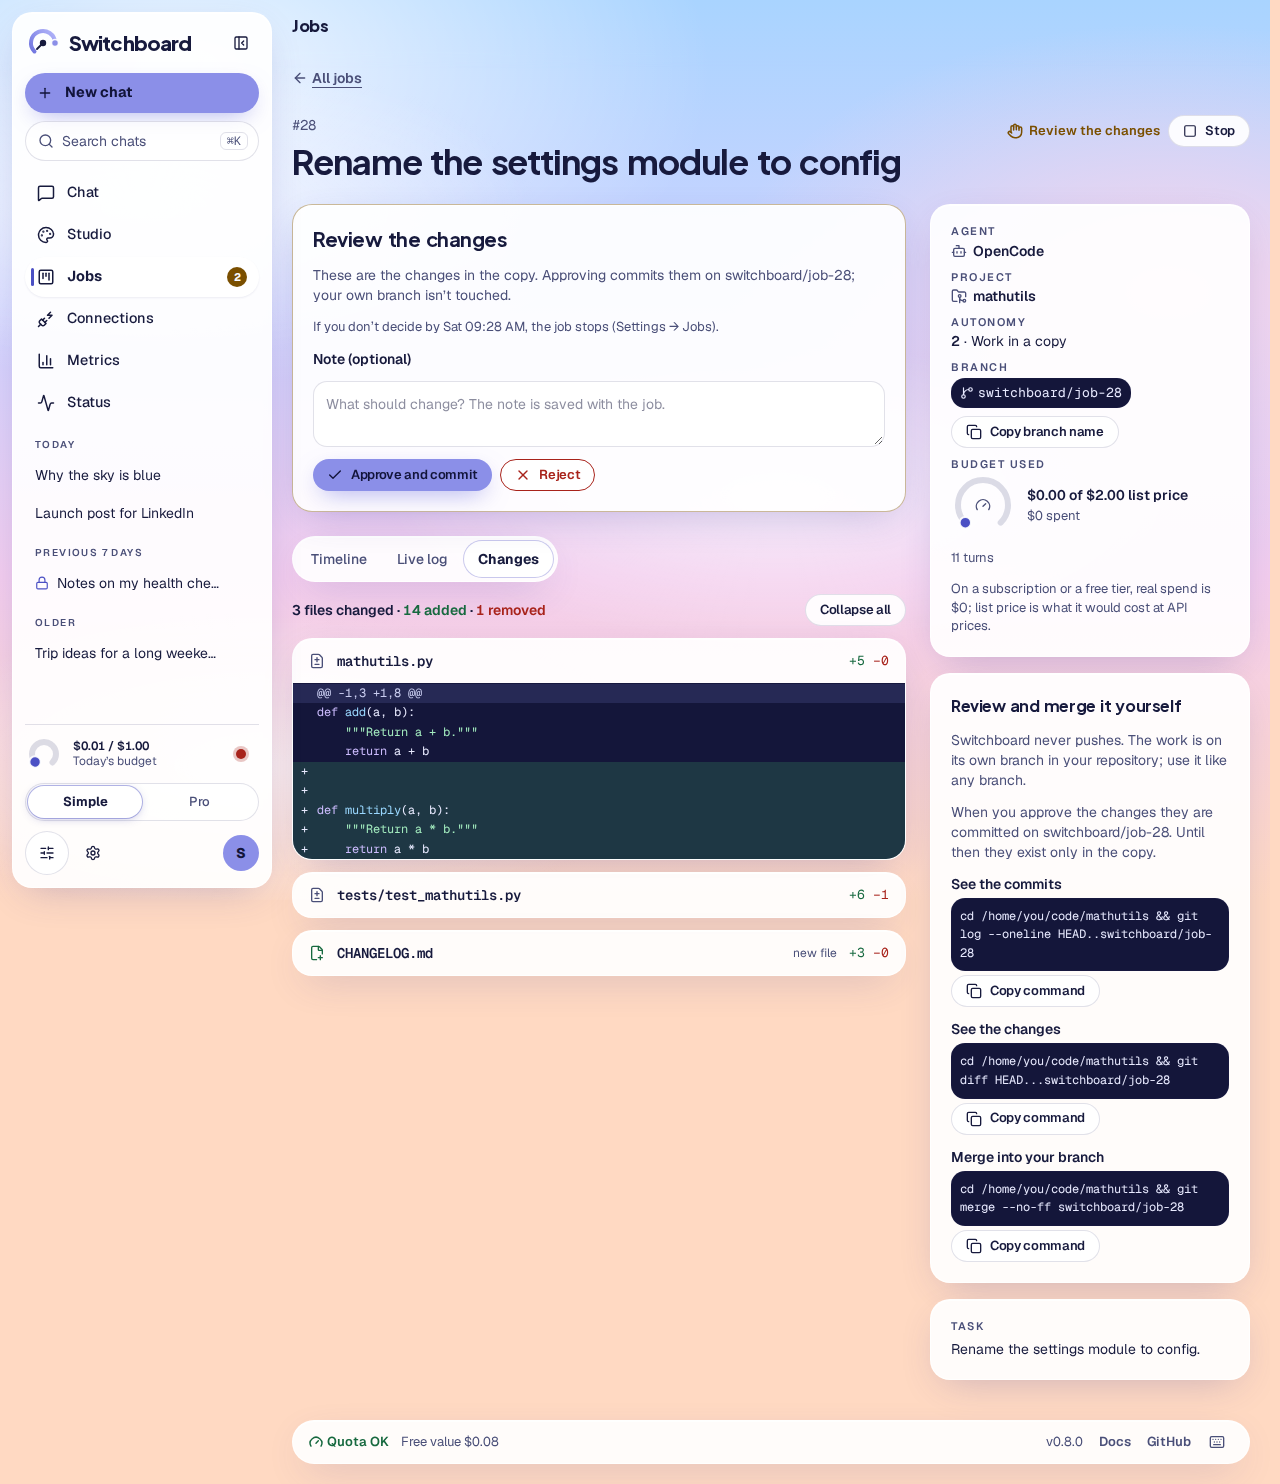 Switchboard
New chat
Search chats
⌘K
Chat
Studio
Jobs
2
Connections
Metrics
Status
TODAY
Why the sky is blue
Launch post for LinkedIn
PREVIOUS 7 DAYS
Notes on my health che…
OLDER
Trip ideas for a long weeke…
$0.01 / $1.00
Today's budget
Simple
Pro
S
Jobs
All jobs
#28
Rename the settings module to config
Review the changes
Stop
Review the changes
These are the changes in the copy. Approving commits them on switchboard/job-28;
your own branch isn't touched.
If you don't decide by Sat 09:28 AM, the job stops (Settings → Jobs).
Note (optional)
What should change? The note is saved with the job.
Approve and commit
Reject
Timeline
Live log
Changes
3 files changed · 14 added · 1 removed
Collapse all
mathutils.py
+5 −0
@@ -1,3 +1,8 @@
def add(a, b):
"""Return a + b."""
return a + b
+
+
+ def multiply(a, b):
+ """Return a * b."""
+ return a * b
tests/test_mathutils.py
+6 −1
CHANGELOG.md
new file +3 −0
AGENT
OpenCode
PROJECT
mathutils
AUTONOMY
2 · Work in a copy
BRANCH
switchboard/job-28
Copy branch name
BUDGET USED
$0.00 of $2.00 list price
$0 spent
11 turns
On a subscription or a free tier, real spend is
$0; list price is what it would cost at API
prices.
Review and merge it yourself
Switchboard never pushes. The work is on
its own branch in your repository; use it like
any branch.
When you approve the changes they are
committed on switchboard/job-28. Until
then they exist only in the copy.
See the commits
cd /home/you/code/mathutils && git
log --oneline HEAD..switchboard/job-
28
Copy command
See the changes
cd /home/you/code/mathutils && git
diff HEAD...switchboard/job-28
Copy command
Merge into your branch
cd /home/you/code/mathutils && git
merge --no-ff switchboard/job-28
Copy command
TASK
Rename the settings module to config.
Quota OK
Free value $0.08
v0.8.0
Docs
GitHub